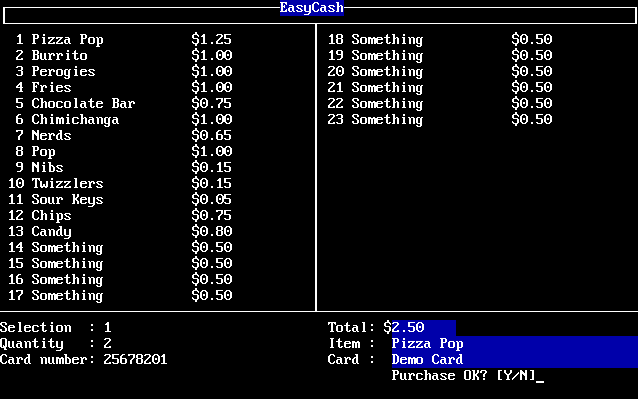 EasyCash
1 Pizza Pop $1.25
2 Burrito $1.00
3 Perogies $1.00
4 Fries $1.00
5 Chocolate Bar $0.75
6 Chimichanga $1.00
7 Nerds $0.65
8 Pop $1.00
9 Nibs $0.15
10 Twizzlers $0.15
11 Sour Keys $0.05
12 Chips $0.75
13 Candy $0.80
14 Something $0.50
15 Something $0.50
16 Something $0.50
17 Something $0.50
18 Something $0.50
19 Something $0.50
20 Something $0.50
21 Something $0.50
22 Something $0.50
23 Something $0.50
Selection : 1
Quantity : 2
Card number: 25678201
Total: $2.50
Item : Pizza Pop
Card : Demo Card
Purchase OK? [Y/N]_